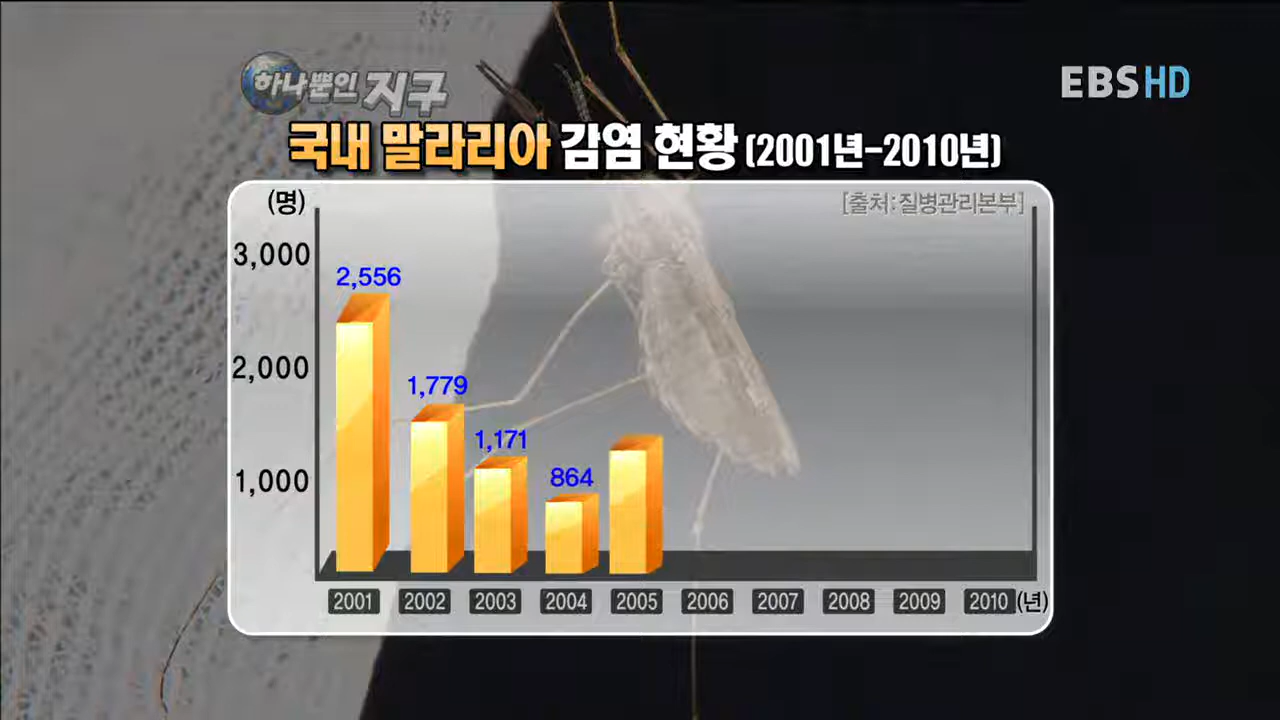 하나뿐인 지구
EBS HD
국내 말라리아 감염 현황 (2001년-2010년)
(명)
[출처:질병관리본부]
3,000
2,556
2,000
1,779
1,171
1,000
864
2001 2002 2003 2004 2005 2006 2007 2008 2009 2010 (년)